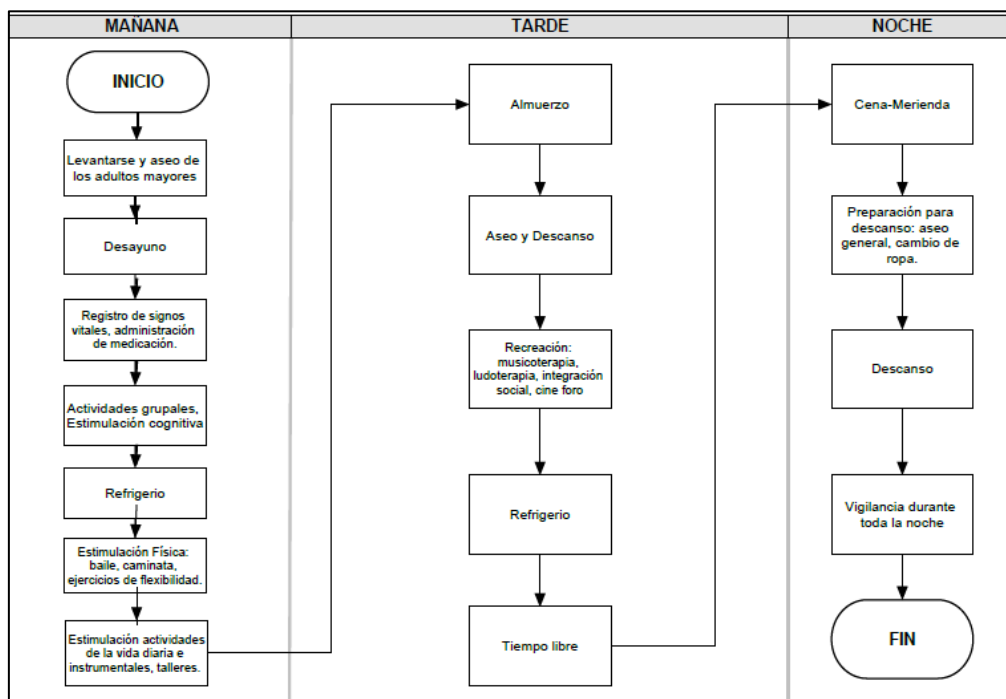 MAÑANA
TARDE
NOCHE
INICIO
Levantarse y aseo de
los adultos mayores
Desayuno
Registro de signos
vitales, administración
de medicación.
Actividades grupales,
Estimulación cognitiva
Refrigerio
Estimulación Física:
baile, caminata,
ejercicios de flexibilidad.
Estimulación actividades
de la vida diaria e
instrumentales, talleres.
Almuerzo
Aseo y Descanso
Recreación:
musicoterapia,
ludoterapia, integración
social, cine foro
Refrigerio
Tiempo libre
Cena-Merienda
Preparación para
descanso: aseo
general, cambio de
ropa.
Descanso
Vigilancia durante
toda la noche
FIN